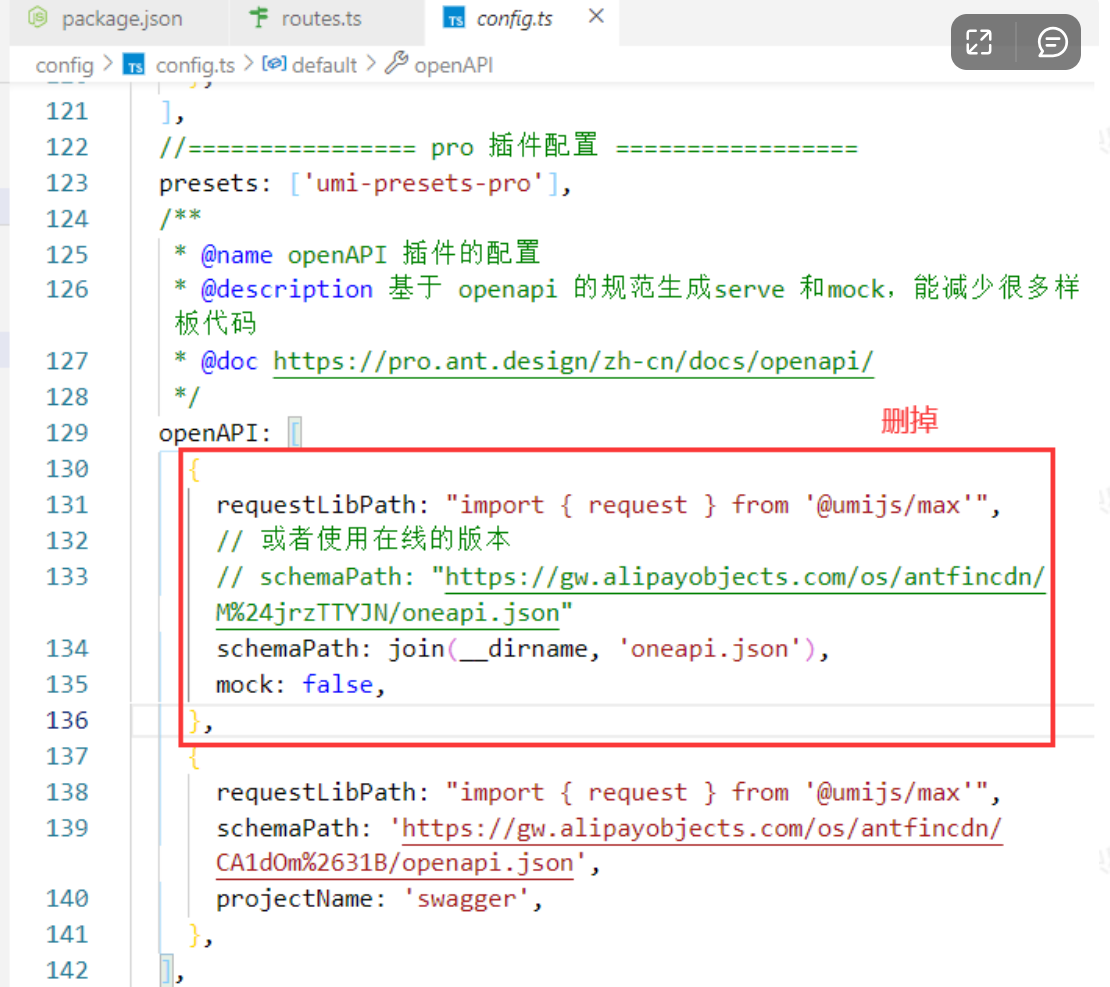 package.json routes.ts TS config.ts ×
config > TS config.ts > default > openAPI
121 ],
122 //================ pro 插件配置 =================
123 presets: ['umi-presets-pro'],
124 /**
125 * @name openAPI 插件的配置
126 * @description 基于 openapi 的规范生成serve 和mock，能减少很多样
板代码
127 * @doc https://pro.ant.design/zh-cn/docs/openapi/
128 */
删掉
129 openAPI: [
130 {
131 requestLibPath: "import { request } from '@umijs/max'",
132 // 或者使用在线的版本
133 // schemaPath: "https://gw.alipayobjects.com/os/antfincdn/
M%24jrzTTYJN/oneapi.json"
134 schemaPath: join(__dirname, 'oneapi.json'),
135 mock: false,
136 },
137 {
138 requestLibPath: "import { request } from '@umijs/max'",
139 schemaPath: 'https://gw.alipayobjects.com/os/antfincdn/
CA1dOm%2631B/openapi.json',
140 projectName: 'swagger',
141 },
142 ],